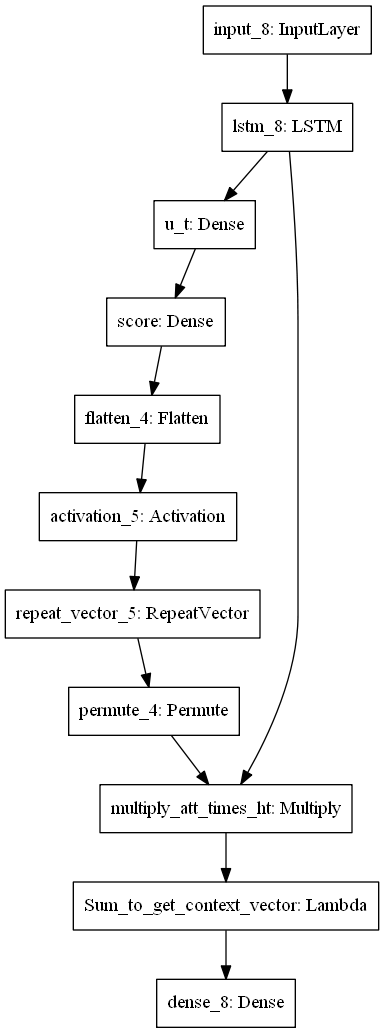 input_8: InputLayer
lstm_8: LSTM
u_t: Dense
score: Dense
flatten_4: Flatten
activation_5: Activation
repeat_vector_5: RepeatVector
permute_4: Permute
multiply_att_times_ht: Multiply
Sum_to_get_context_vector: Lambda
dense_8: Dense